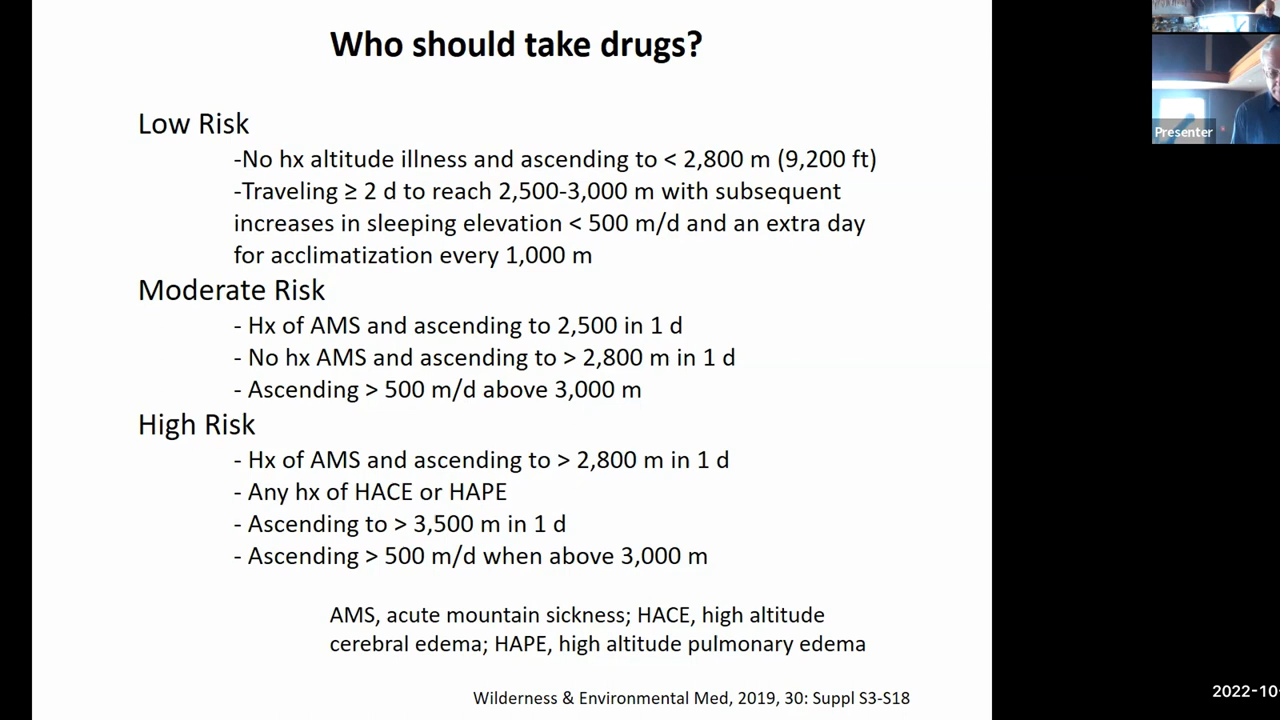 Who should take drugs?
Low Risk
-No hx altitude illness and ascending to < 2,800 m (9,200 ft)
-Traveling ≥ 2 d to reach 2,500-3,000 m with subsequent
increases in sleeping elevation < 500 m/d and an extra day
for acclimatization every 1,000 m
Moderate Risk
- Hx of AMS and ascending to 2,500 in 1 d
- No hx AMS and ascending to > 2,800 m in 1 d
- Ascending > 500 m/d above 3,000 m
High Risk
- Hx of AMS and ascending to > 2,800 m in 1 d
- Any hx of HACE or HAPE
- Ascending to > 3,500 m in 1 d
- Ascending > 500 m/d when above 3,000 m
AMS, acute mountain sickness; HACE, high altitude
cerebral edema; HAPE, high altitude pulmonary edema
Wilderness & Environmental Med, 2019, 30: Suppl S3-S18
Presenter
2022-10-